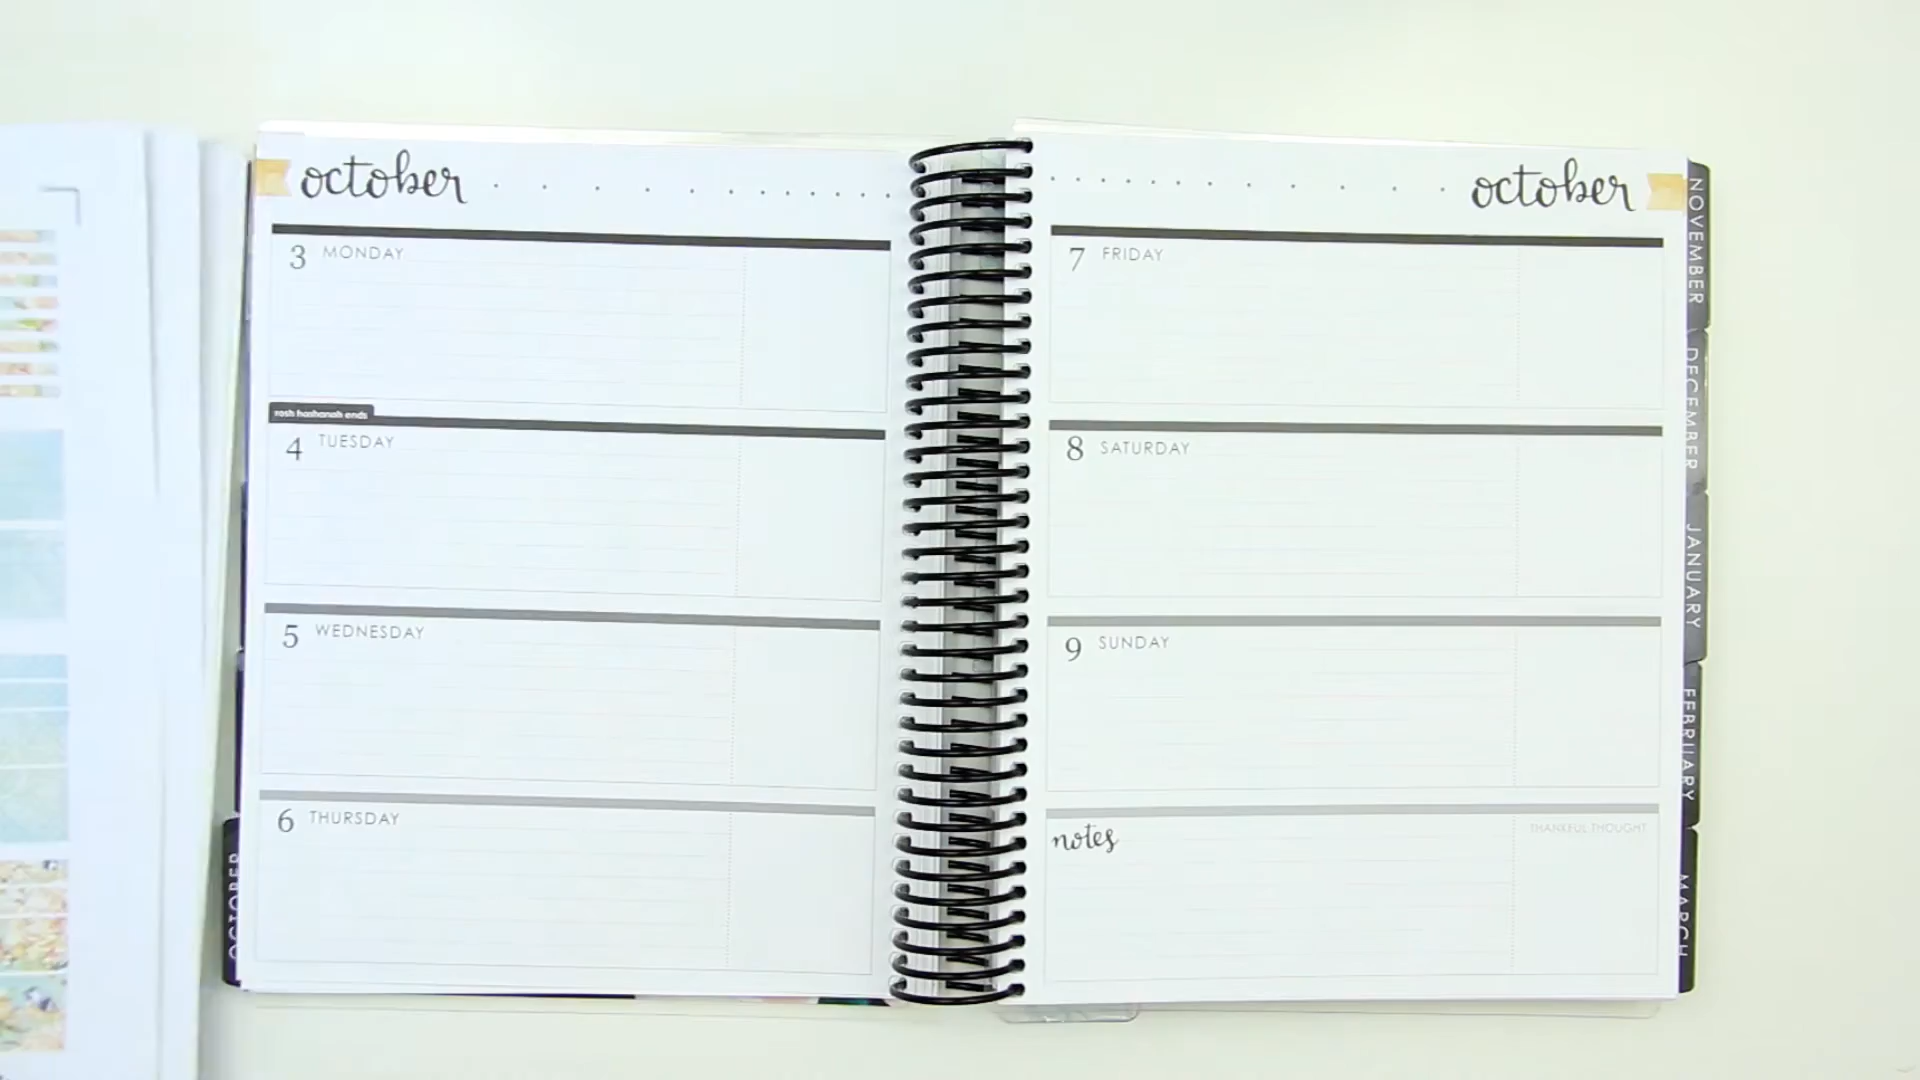 october
3 MONDAY
rosh hashanah ends
4 TUESDAY
5 WEDNESDAY
6 THURSDAY
OCTOBER
october
7 FRIDAY
8 SATURDAY
9 SUNDAY
notes
THANKFUL THOUGHT
NOVEMBER
DECEMBER
JANUARY
FEBRUARY
MARCH